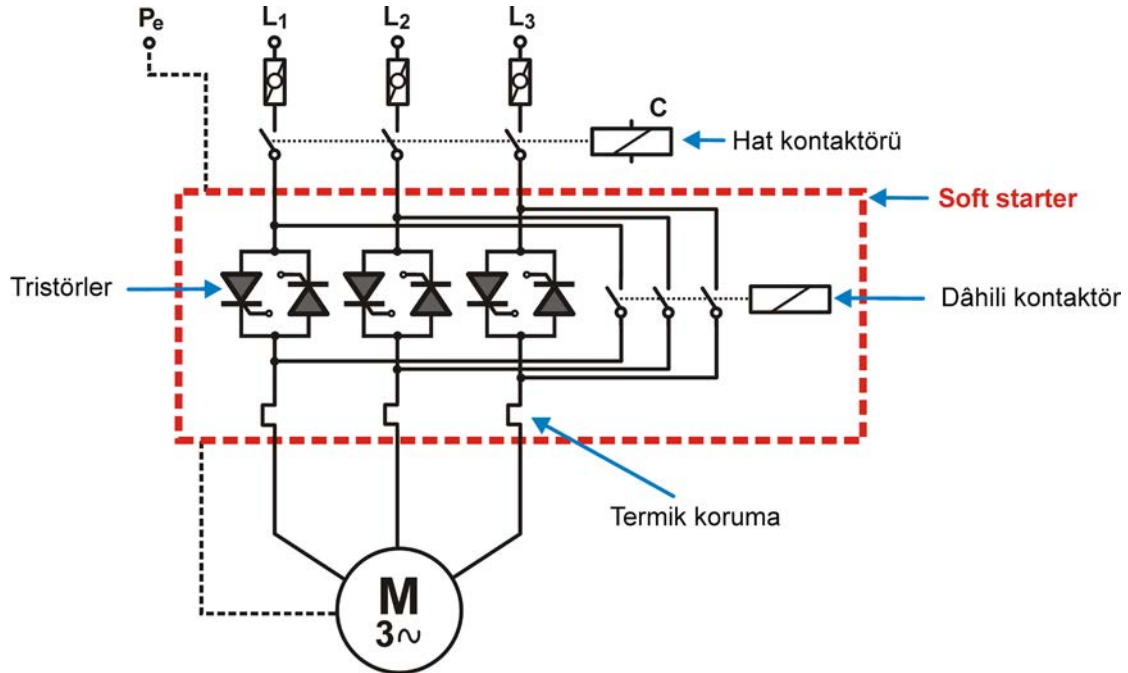 Pe
L1
L2
L3
C
Hat kontaktörü
Soft starter
Tristörler
Dâhili kontaktör
Termik koruma
M
3∿